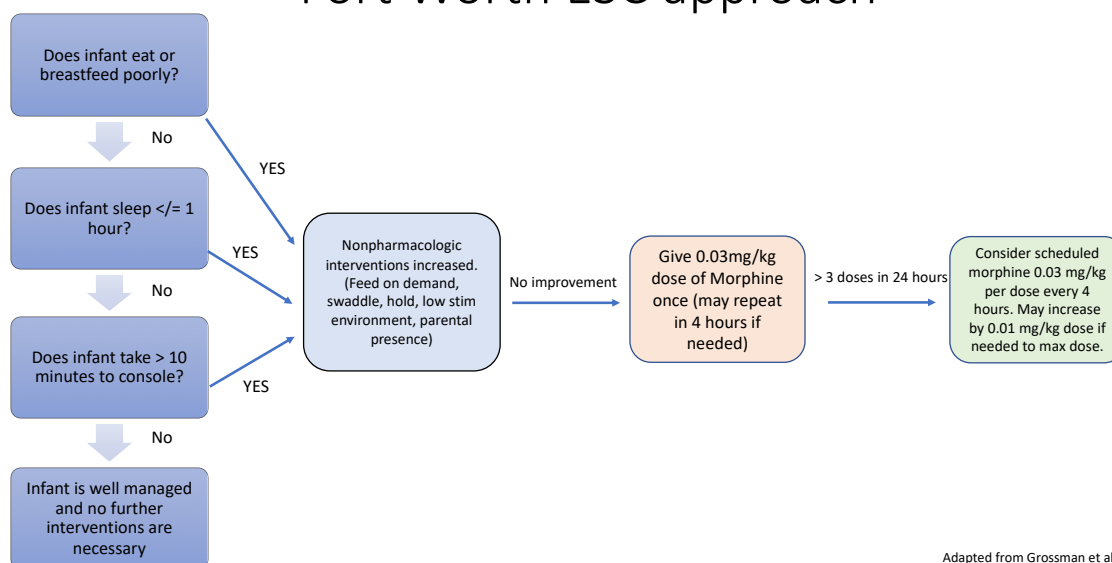 Fort Worth ESC approach
Does infant eat or
breastfeed poorly?
No
YES
Does infant sleep </= 1
hour?
YES
No
Does infant take > 10
minutes to console?
YES
No
Infant is well managed
and no further
interventions are
necessary
Nonpharmacologic
interventions increased.
(Feed on demand,
swaddle, hold, low stim
environment, parental
presence)
No improvement
Give 0.03mg/kg
dose of Morphine
once (may repeat
in 4 hours if
needed)
> 3 doses in 24 hours
Consider scheduled
morphine 0.03 mg/kg
per dose every 4
hours. May increase
by 0.01 mg/kg dose if
needed to max dose.
Adapted from Grossman et al